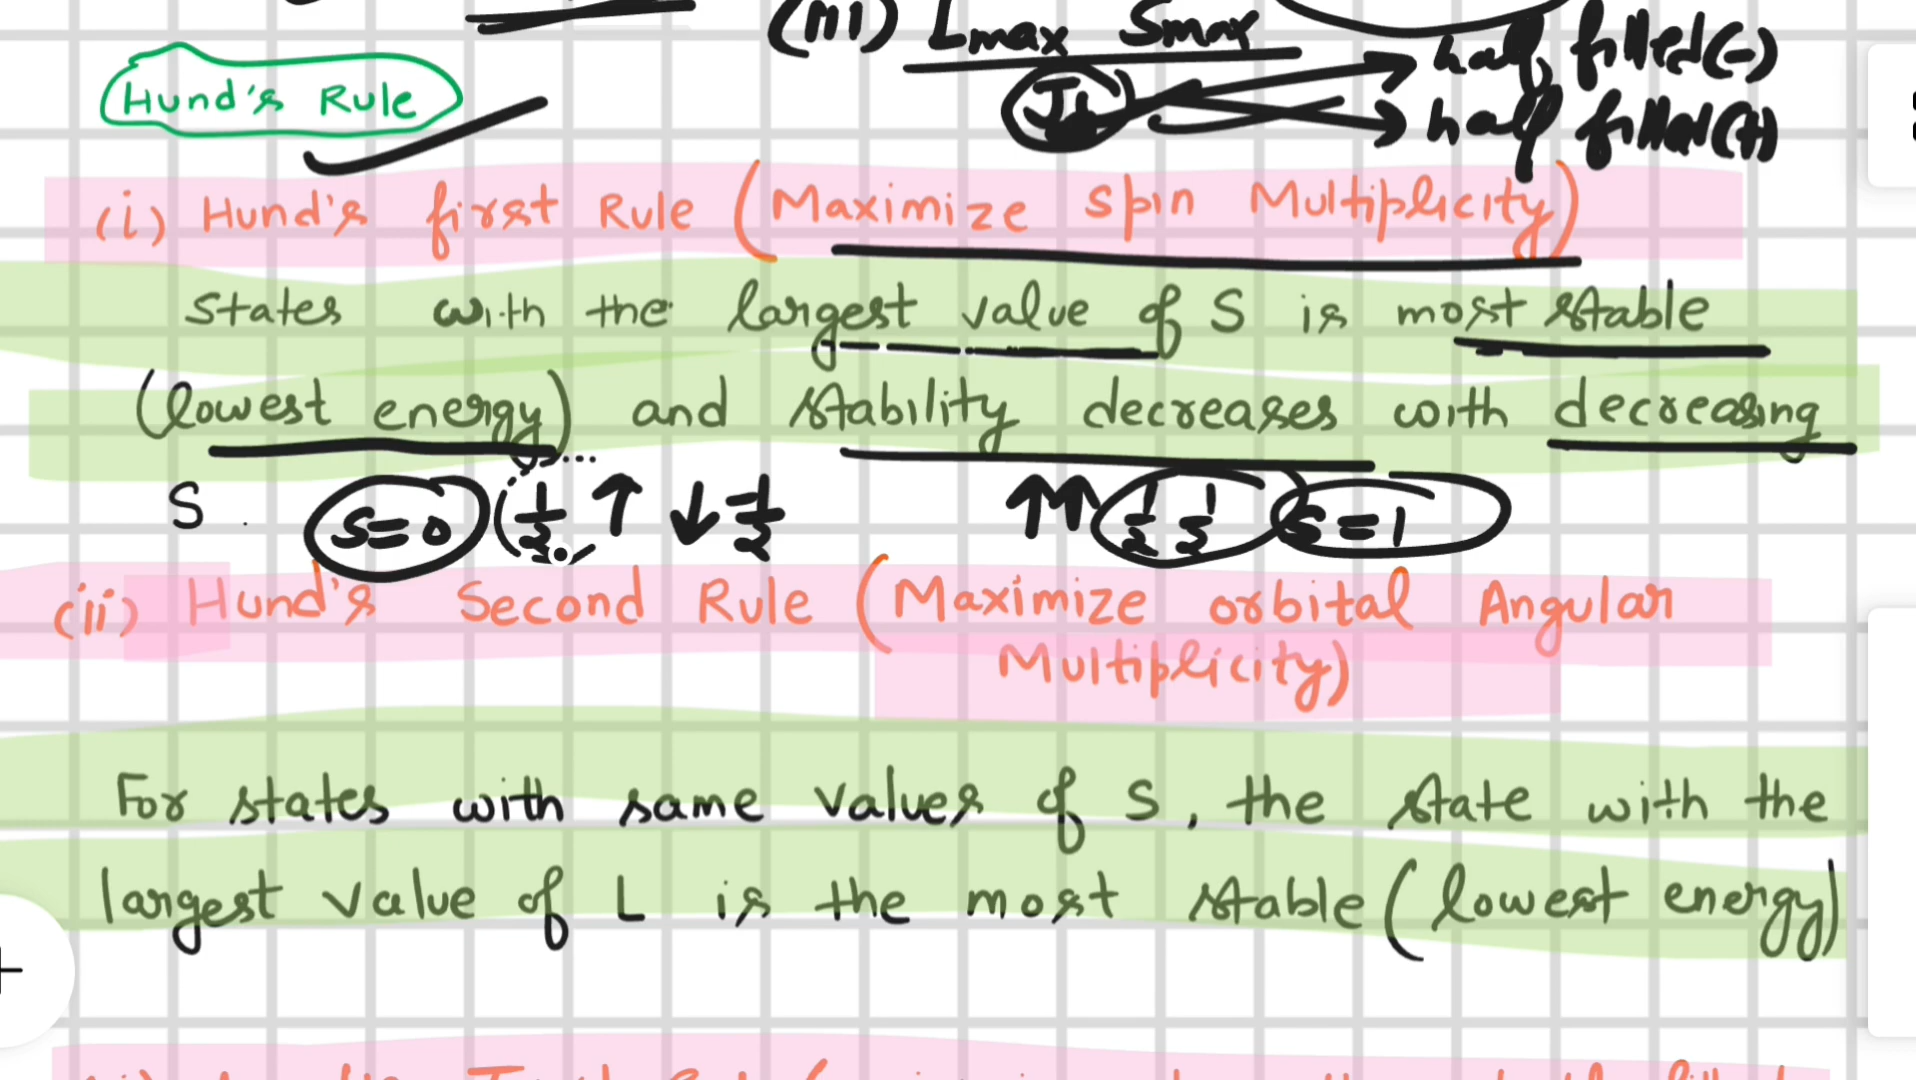 (iii) Lmax Smax
half filled(-)
Hund's Rule
half filled(+)
(i) Hund's first Rule (Maximize spin Multiplicity)
States with the largest value of S is most stable
(lowest energy) and stability decreases with decreasing
S. S=0 1/2 ↑ ↓ 1/2 ↑↑ 1/2 1/2 S=1
(ii) Hund's Second Rule (Maximize orbital Angular
Multiplicity)
For states with same values of S, the state with the
largest value of L is the most stable (lowest energy)